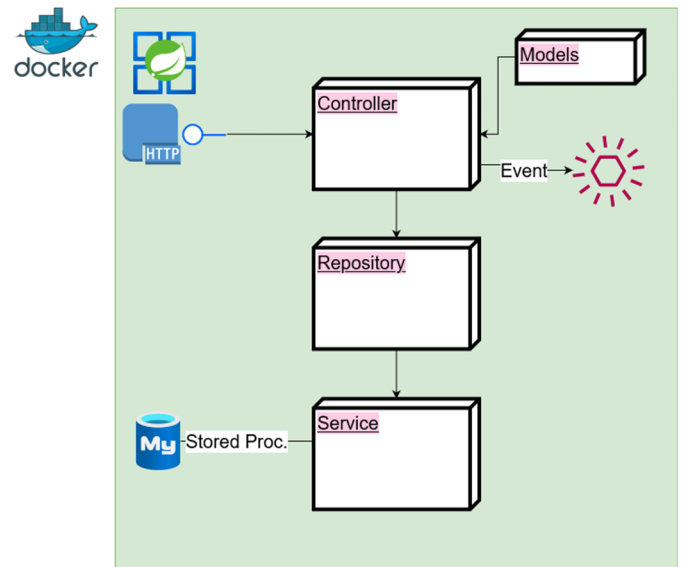 docker
Models
Controller
HTTP
Event
Repository
Service
My
Stored Proc.